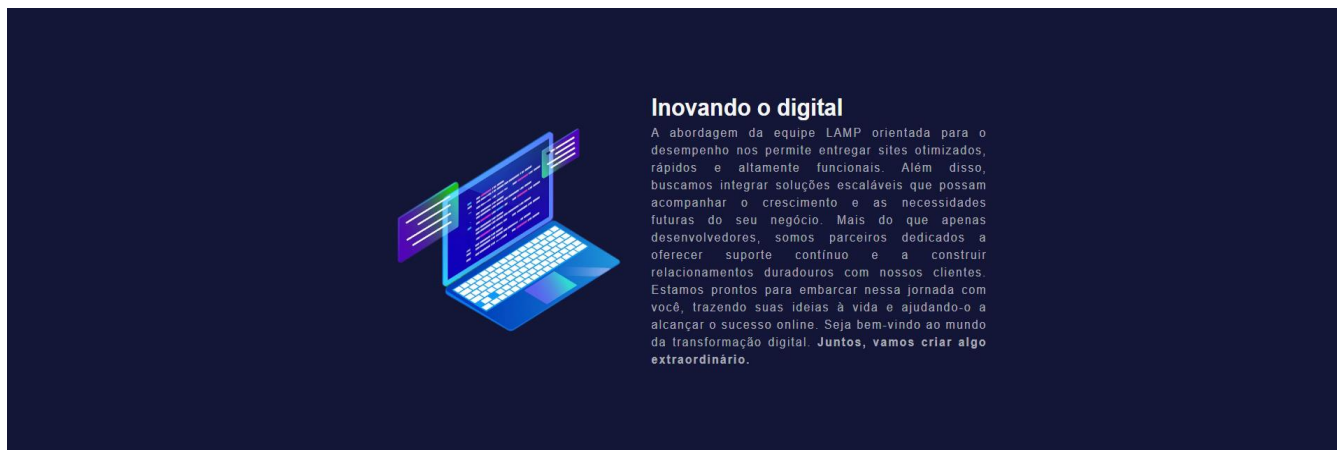 Inovando o digital
A abordagem da equipe LAMP orientada para o
desempenho nos permite entregar sites otimizados,
rápidos e altamente funcionais. Além disso,
buscamos integrar soluções escaláveis que possam
acompanhar o crescimento e as necessidades
futuras do seu negócio. Mais do que apenas
desenvolvedores, somos parceiros dedicados a
oferecer suporte contínuo e a construir
relacionamentos duradouros com nossos clientes.
Estamos prontos para embarcar nessa jornada com
você, trazendo suas ideias à vida e ajudando-o a
alcançar o sucesso online. Seja bem-vindo ao mundo
da transformação digital. Juntos, vamos criar algo
extraordinário.